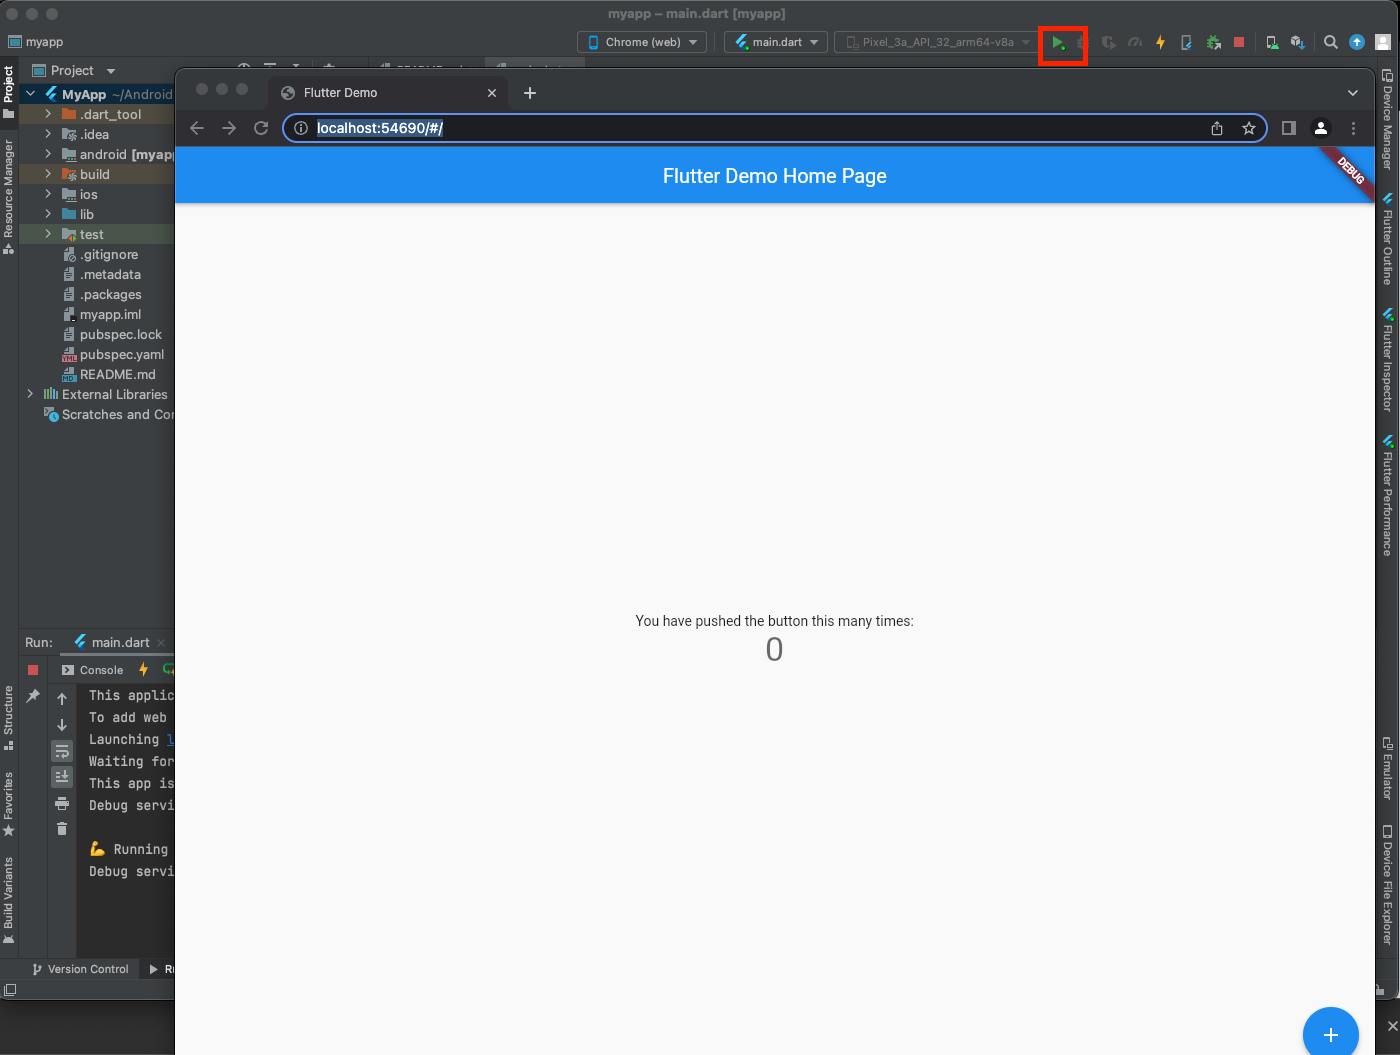 myapp – main.dart [myapp]
myapp
Chrome (web)
main.dart
Pixel_3a_API_32_arm64-v8a
Project
Flutter Demo
localhost:54690/#/
Flutter Demo Home Page
DEBUG
MyApp ~/Android
.dart_tool
.idea
android [myapp
build
ios
lib
test
.gitignore
.metadata
.packages
myapp.iml
pubspec.lock
pubspec.yaml
README.md
External Libraries
Scratches and Con
You have pushed the button this many times:
0
Run:
main.dart
Console
This applic
To add web
Launching l
Waiting for
This app is
Debug servi
💪 Running
Debug servi
Version Control
Ru
Project
Resource Manager
Structure
Favorites
Build Variants
Device Manager
Flutter Outline
Flutter Inspector
Flutter Performance
Emulator
Device File Explorer